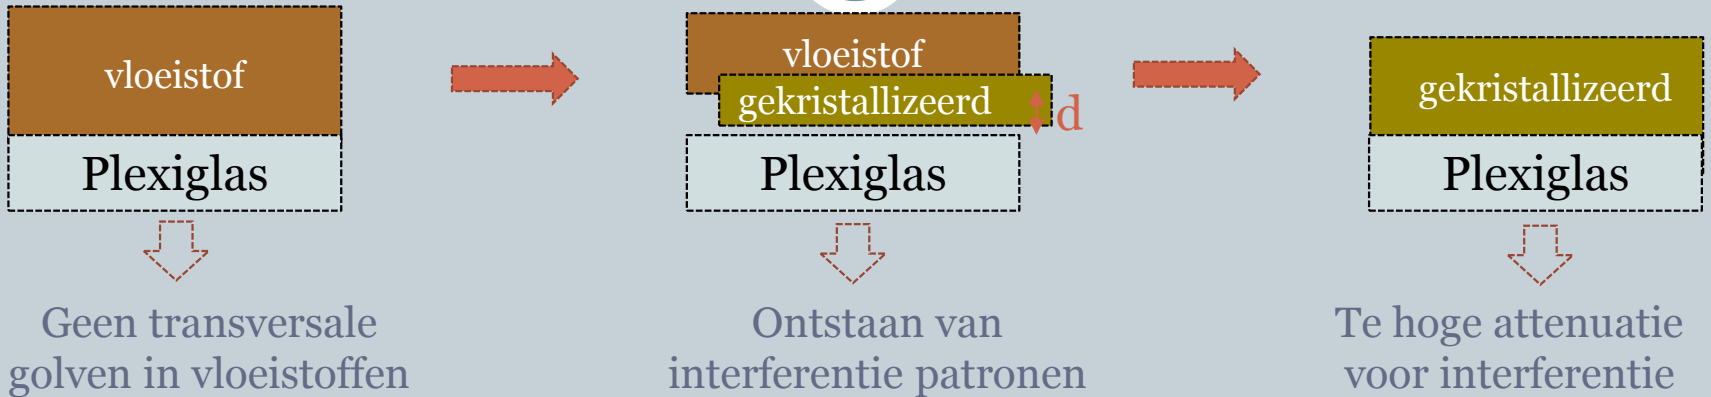 vloeistof
Plexiglas
Geen transversale
golven in vloeistoffen
vloeistof
gekristallizeerd
d
Plexiglas
Ontstaan van
interferentie patronen
gekristallizeerd
Plexiglas
Te hoge attenuatie
voor interferentie